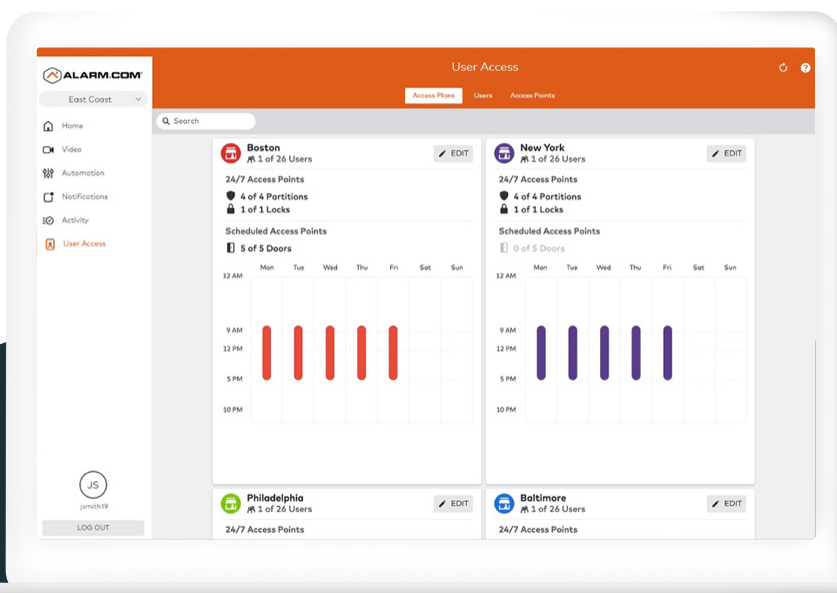 User Access
ALARM.COM
East Coast
Access Plans Users Access Points
Search
Home
Video
Automation
Notifications
Activity
User Access
JS
jsmith19
LOG OUT
Boston
1 of 26 Users
EDIT
24/7 Access Points
4 of 4 Partitions
1 of 1 Locks
Scheduled Access Points
5 of 5 Doors
Mon Tue Wed Thu Fri Sat Sun
12 AM
9 AM
12 PM
5 PM
10 PM
New York
1 of 26 Users
EDIT
24/7 Access Points
4 of 4 Partitions
1 of 1 Locks
Scheduled Access Points
0 of 5 Doors
Mon Tue Wed Thu Fri Sat Sun
12 AM
9 AM
12 PM
5 PM
10 PM
Philadelphia
1 of 26 Users
EDIT
24/7 Access Points
Baltimore
1 of 26 Users
EDIT
24/7 Access Points